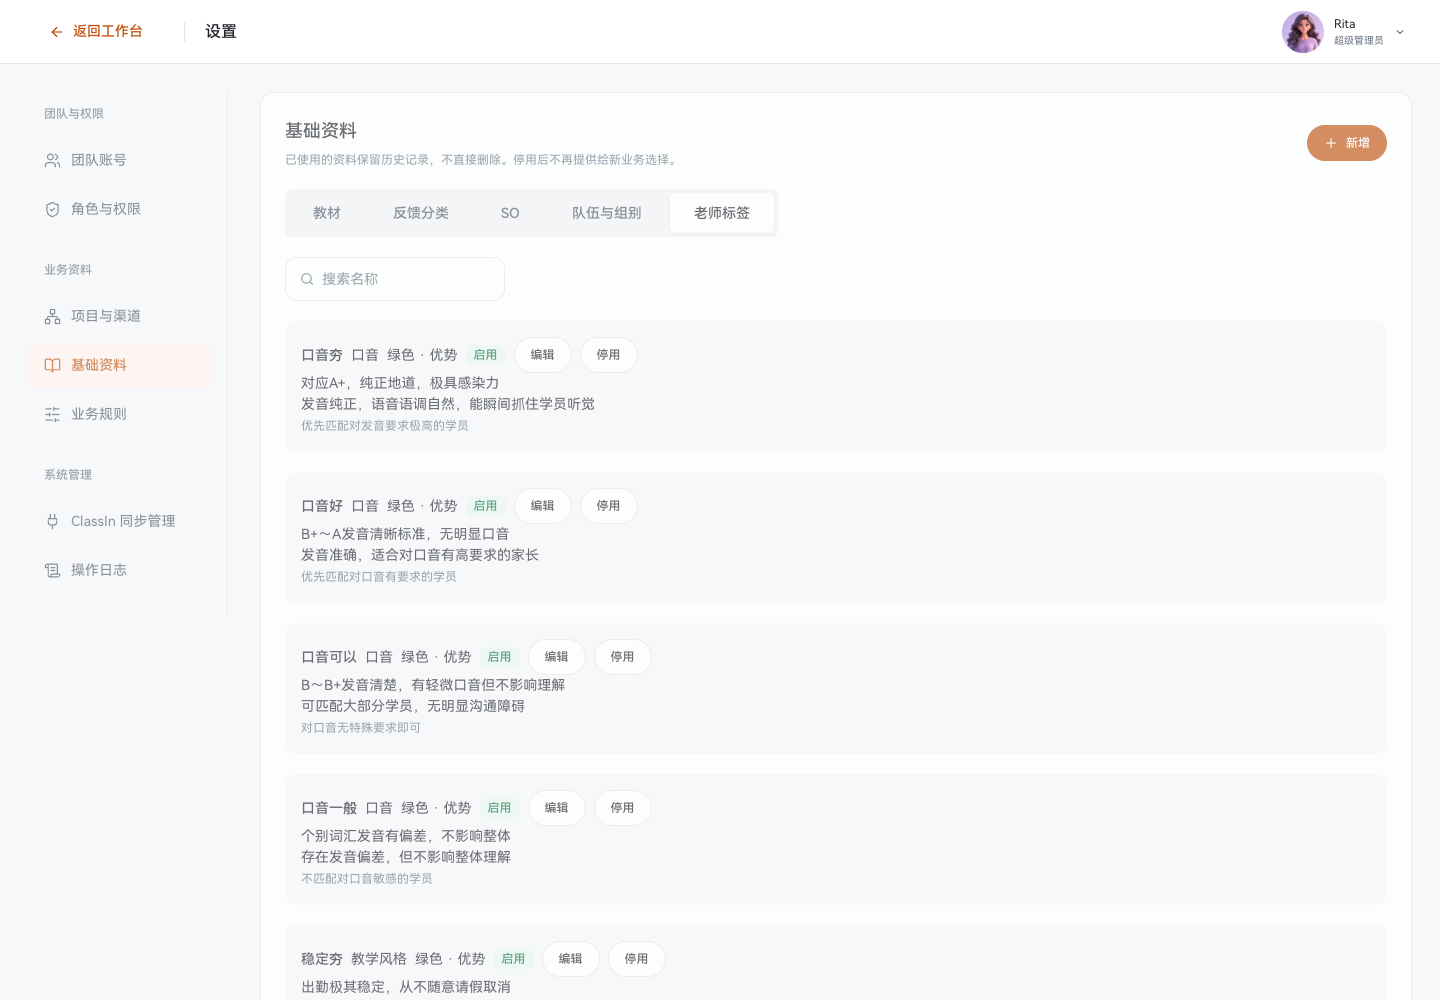 返回工作台
设置
Rita
超级管理员
团队与权限
团队账号
角色与权限
业务资料
项目与渠道
基础资料
业务规则
系统管理
ClassIn 同步管理
操作日志
基础资料
已使用的资料保留历史记录，不直接删除。停用后不再提供给新业务选择。
新增
教材 反馈分类 SO 队伍与组别 老师标签
搜索名称
口音夯 口音 绿色 · 优势 启用 编辑 停用
对应A+，纯正地道，极具感染力
发音纯正，语音语调自然，能瞬间抓住学员听觉
优先匹配对发音要求极高的学员
口音好 口音 绿色 · 优势 启用 编辑 停用
B+～A发音清晰标准，无明显口音
发音准确，适合对口音有高要求的家长
优先匹配对口音有要求的学员
口音可以 口音 绿色 · 优势 启用 编辑 停用
B～B+发音清楚，有轻微口音但不影响理解
可匹配大部分学员，无明显沟通障碍
对口音无特殊要求即可
口音一般 口音 绿色 · 优势 启用 编辑 停用
个别词汇发音有偏差，不影响整体
存在发音偏差，但不影响整体理解
不匹配对口音敏感的学员
稳定夯 教学风格 绿色 · 优势 启用 编辑 停用
出勤极其稳定，从不随意请假取消